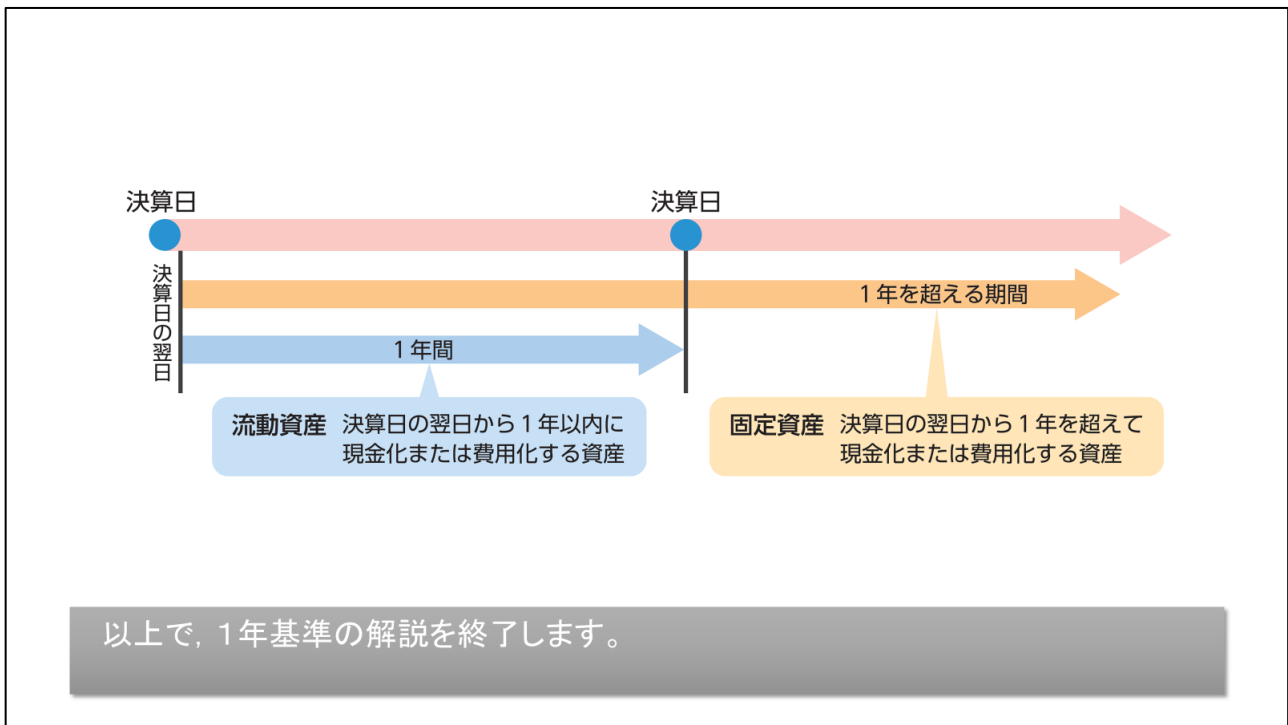 決算日
決算日
決算日の翌日
1年を超える期間
1年間
流動資産 決算日の翌日から1年以内に
現金化または費用化する資産
固定資産 決算日の翌日から1年を超えて
現金化または費用化する資産
以上で,1年基準の解説を終了します。